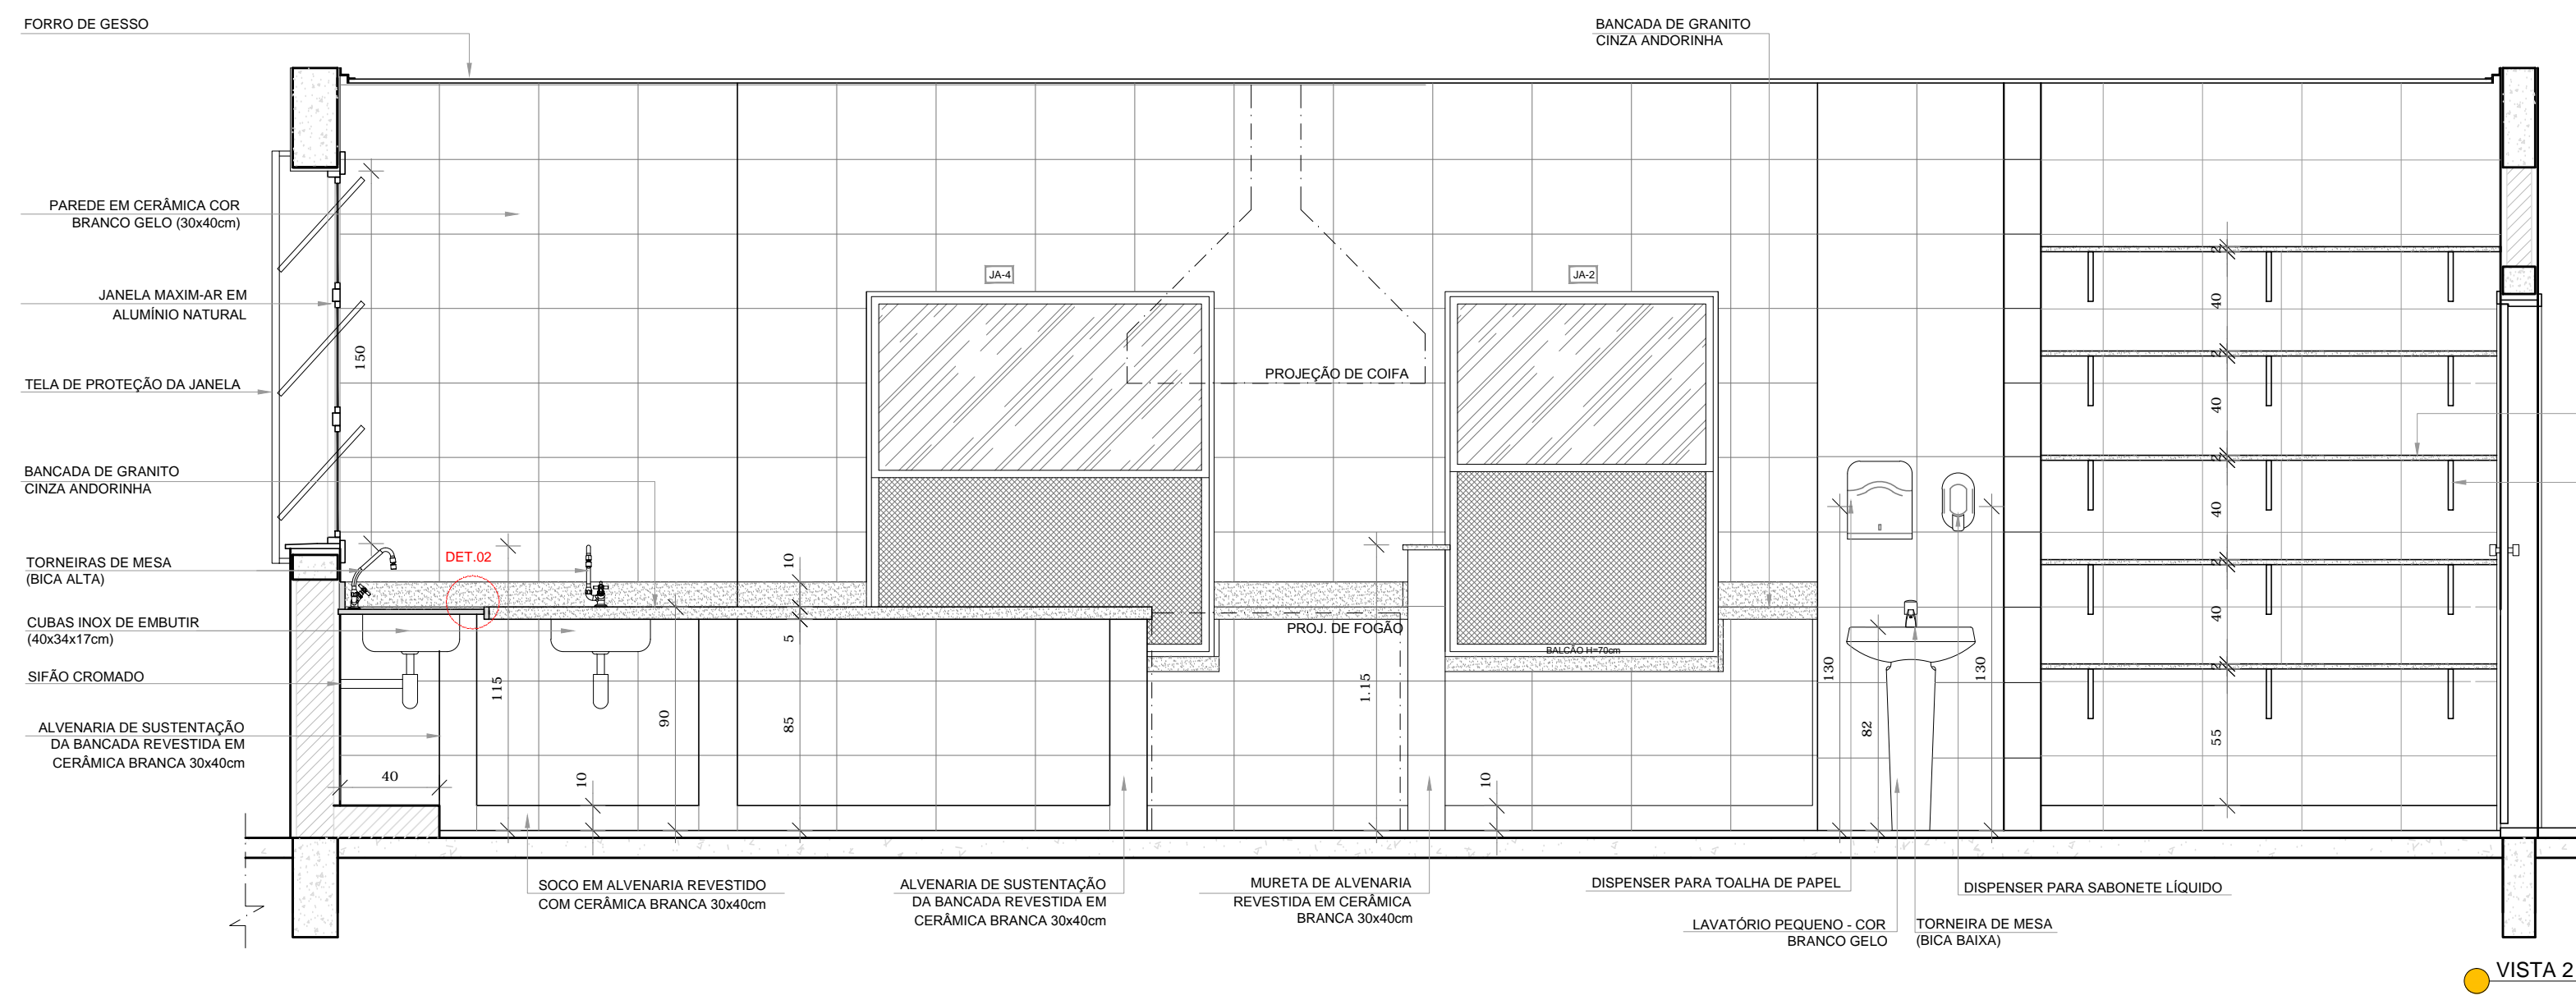 FORRO DE GESSO
BANCADA DE GRANITO
CINZA ANDORINHA
PAREDE EM CERÂMICA COR
BRANCO GELO (30x40cm)
JANELA MAXIM-AR EM
ALUMÍNIO NATURAL
TELA DE PROTEÇÃO DA JANELA
BANCADA DE GRANITO
CINZA ANDORINHA
TORNEIRAS DE MESA
(BICA ALTA)
CUBAS INOX DE EMBUTIR
(40x34x17cm)
SIFÃO CROMADO
ALVENARIA DE SUSTENTAÇÃO
DA BANCADA REVESTIDA EM
CERÂMICA BRANCA 30x40cm
150
DET.02
JA-4
JA-2
PROJEÇÃO DE COIFA
PROJ. DE FOGÃO
BALCÃO H=70cm
40
115
10
90
10
5
85
1.15
10
130
82
130
2
40
2
40
2
40
2
40
2
55
SOCO EM ALVENARIA REVESTIDO
COM CERÂMICA BRANCA 30x40cm
ALVENARIA DE SUSTENTAÇÃO
DA BANCADA REVESTIDA EM
CERÂMICA BRANCA 30x40cm
MURETA DE ALVENARIA
REVESTIDA EM CERÂMICA
BRANCA 30x40cm
DISPENSER PARA TOALHA DE PAPEL
DISPENSER PARA SABONETE LÍQUIDO
LAVATÓRIO PEQUENO - COR
BRANCO GELO
TORNEIRA DE MESA
(BICA BAIXA)
VISTA 2